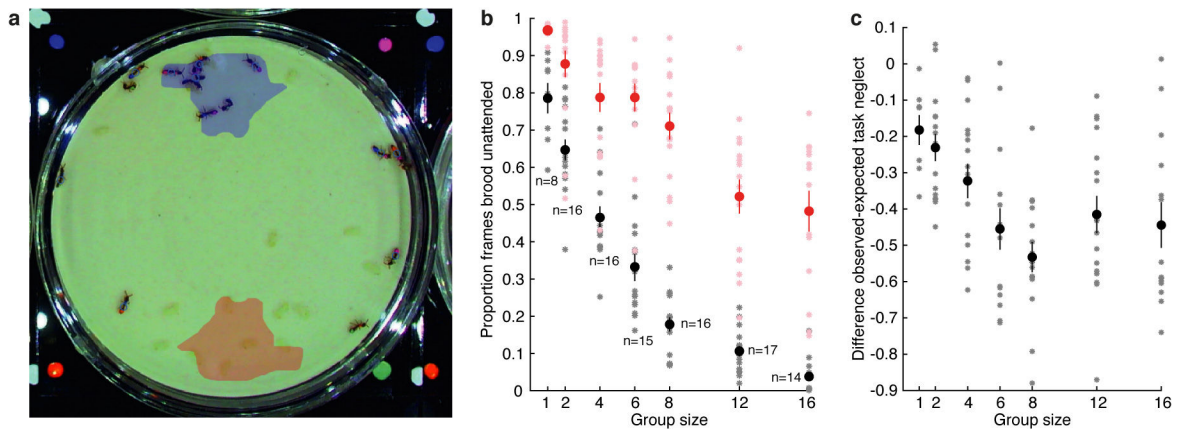 a
b
c
Proportion frames brood unattended
1
0.9
0.8
0.7
0.6
0.5
0.4
0.3
0.2
0.1
0
n=8
n=16
n=16
n=15
n=16
n=17
n=14
1 2 4 6 8 12 16
Group size
Difference observed-expected task neglect
0
-0.1
-0.2
-0.3
-0.4
-0.5
-0.6
-0.7
-0.8
-0.9
1 2 4 6 8 12 16
Group size